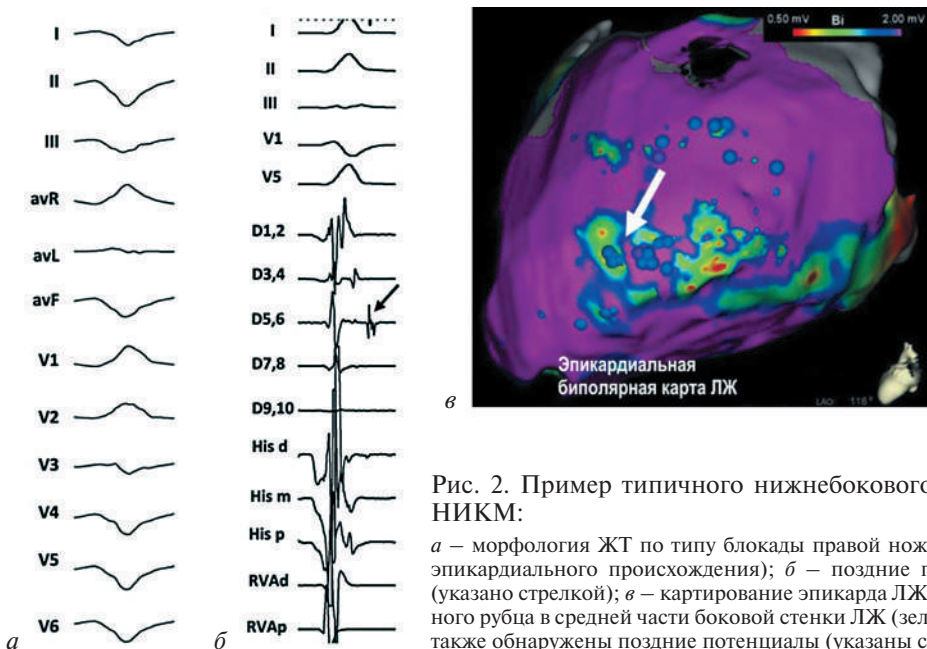 I
II
III
avR
avL
avF
V1
V2
V3
V4
V5
V6
а
I
II
III
V1
V5
D1,2
D3,4
D5,6
D7,8
D9,10
His d
His m
His p
RVAd
RVAp
б
0.50 mV Bi 2.00 mV
Эпикардиальная
биполярная карта ЛЖ
LAO 116°
в
Рис. 2. Пример типичного нижнебокового
НИКМ:
а – морфология ЖТ по типу блокады правой нож
эпикардиального происхождения); б – поздние п
(указано стрелкой); в – картирование эпикарда ЛЖ
ного рубца в средней части боковой стенки ЛЖ (зел
также обнаружены поздние потенциалы (указаны с